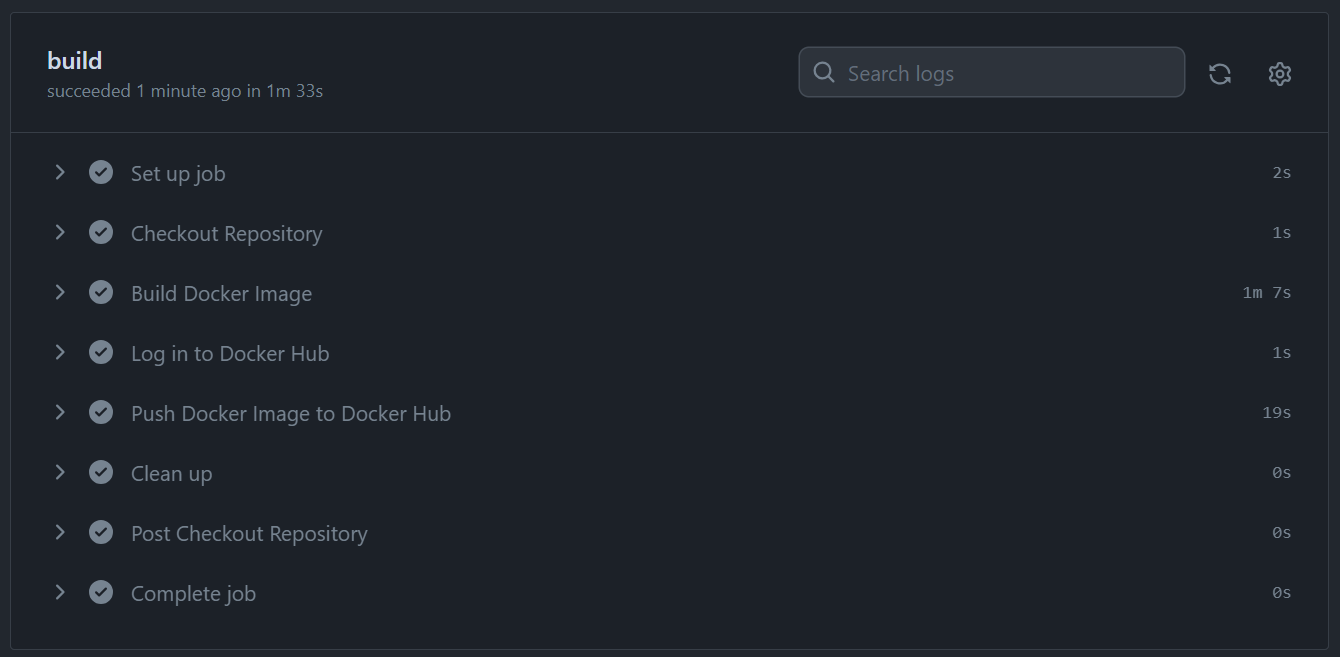 build
succeeded 1 minute ago in 1m 33s
Search logs
Set up job 2s
Checkout Repository 1s
Build Docker Image 1m 7s
Log in to Docker Hub 1s
Push Docker Image to Docker Hub 19s
Clean up 0s
Post Checkout Repository 0s
Complete job 0s